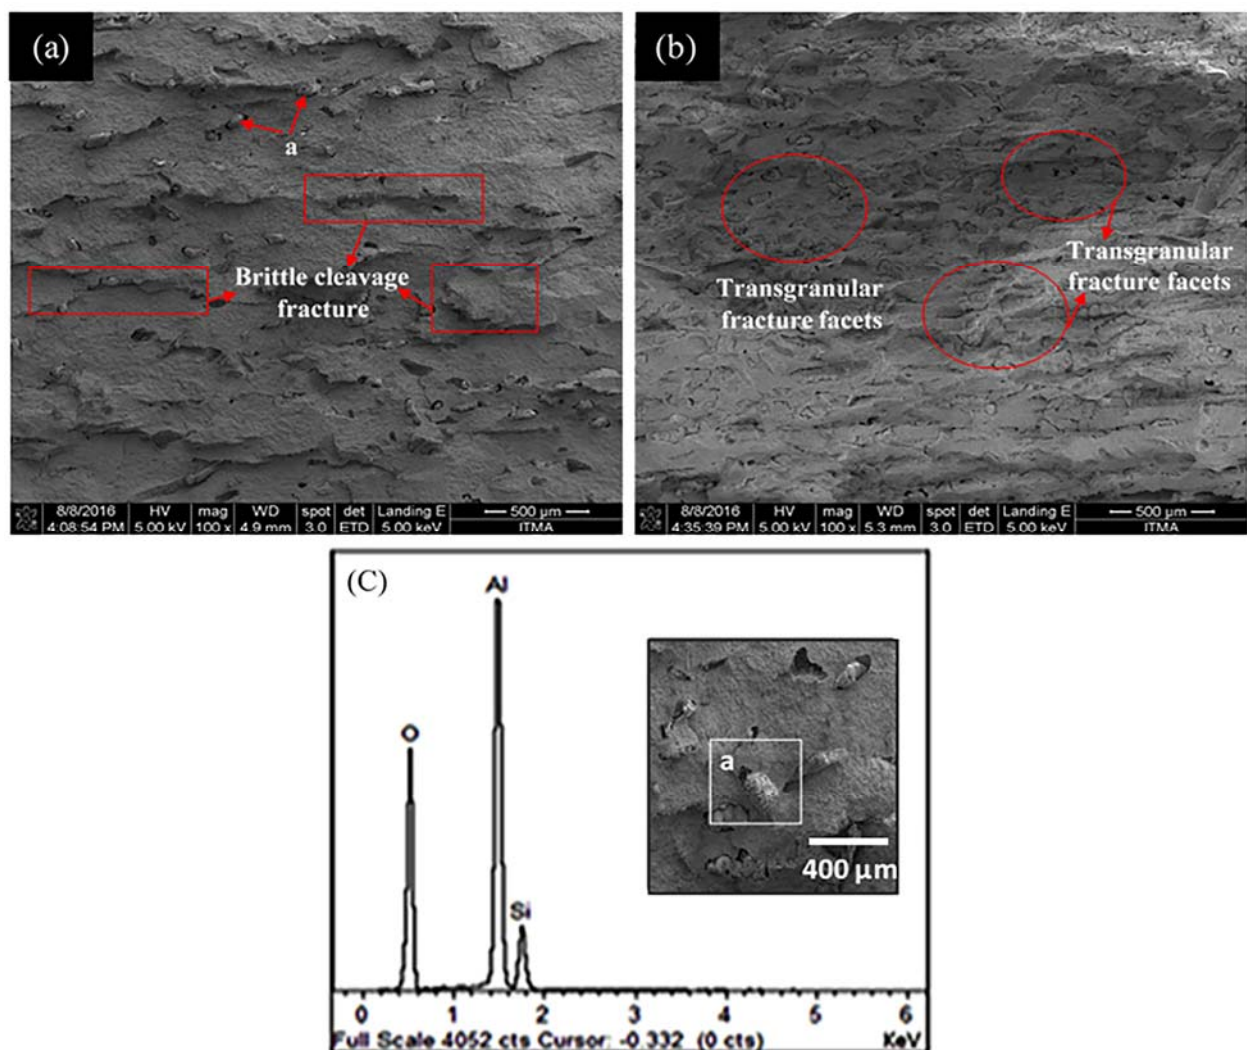 (a)
a
Brittle cleavage
fracture
8/8/2016 HV mag WD spot det Landing E 500 µm
4:08:54 PM 5.00 kV 100 x 4.9 mm 3.0 ETD 5.00 keV ITMA
(b)
Transgranular
fracture facets
Transgranular
fracture facets
8/8/2016 HV mag WD spot det Landing E 500 µm
4:35:39 PM 5.00 kV 100 x 5.3 mm 3.0 ETD 5.00 keV ITMA
(C)
Al
O
Si
a
400 µm
0 1 2 3 4 5 6
Full Scale 4052 cts Cursor: -0.332 (0 cts) KeV